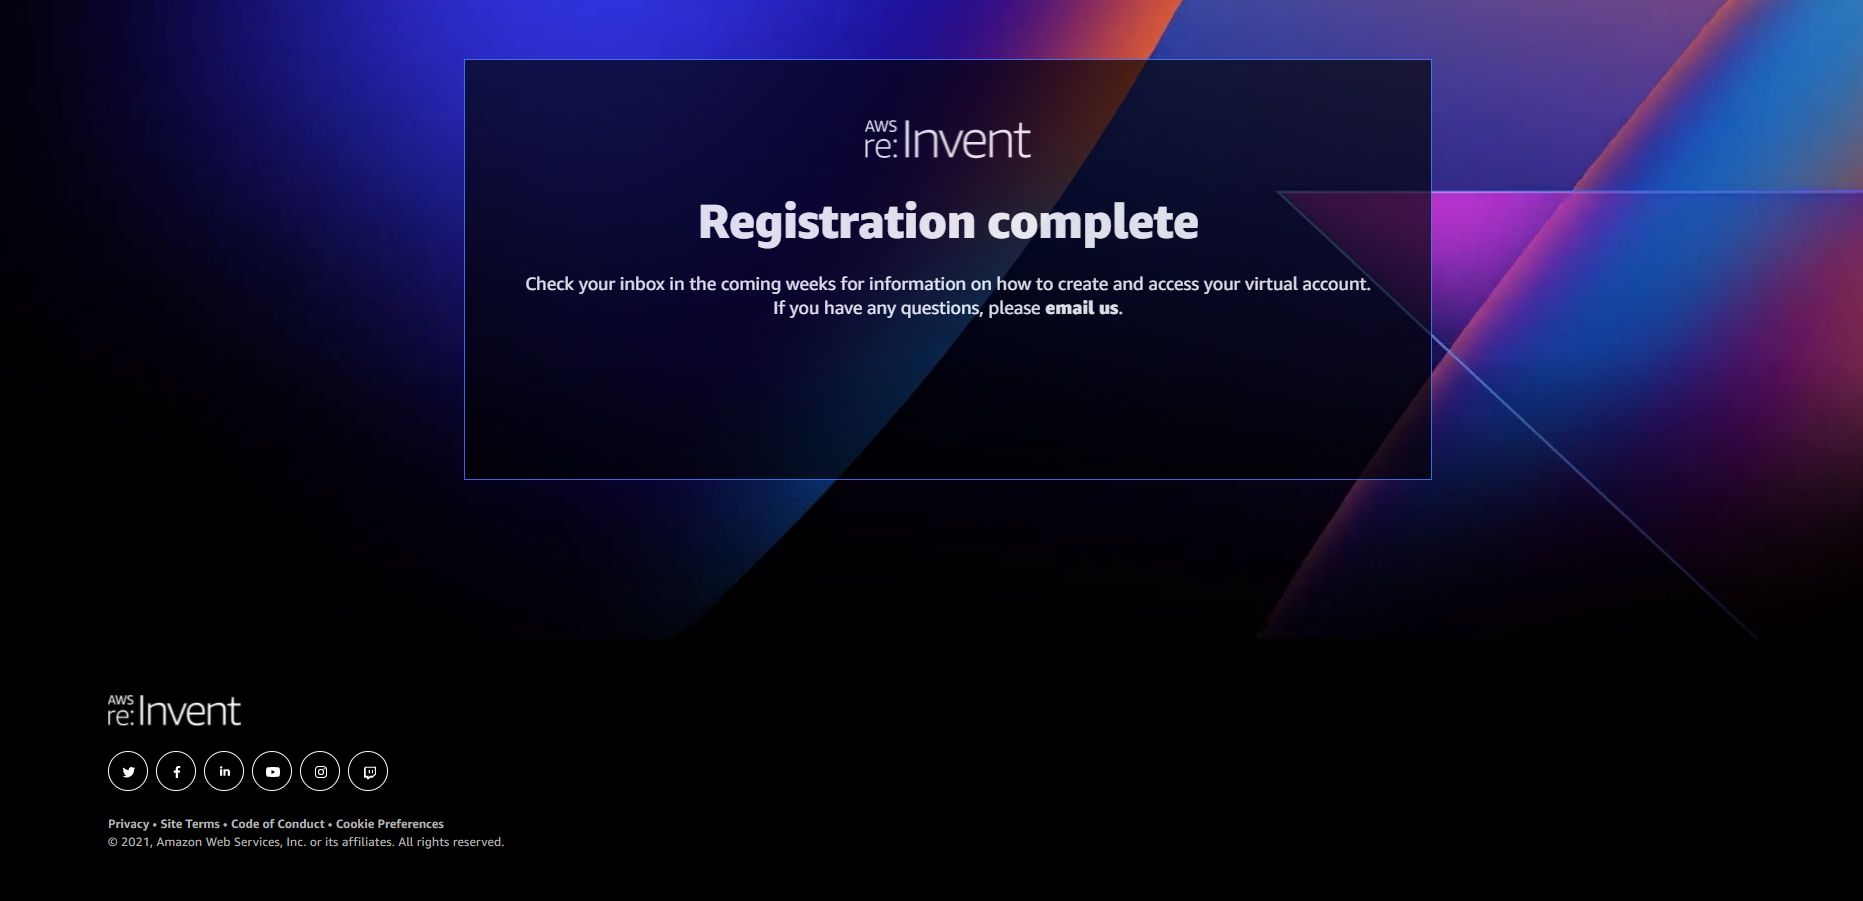 AWS
re:Invent
Registration complete
Check your inbox in the coming weeks for information on how to create and access your virtual account.
If you have any questions, please email us.
AWS
re:Invent
Privacy • Site Terms • Code of Conduct • Cookie Preferences
© 2021, Amazon Web Services, Inc. or its affiliates. All rights reserved.